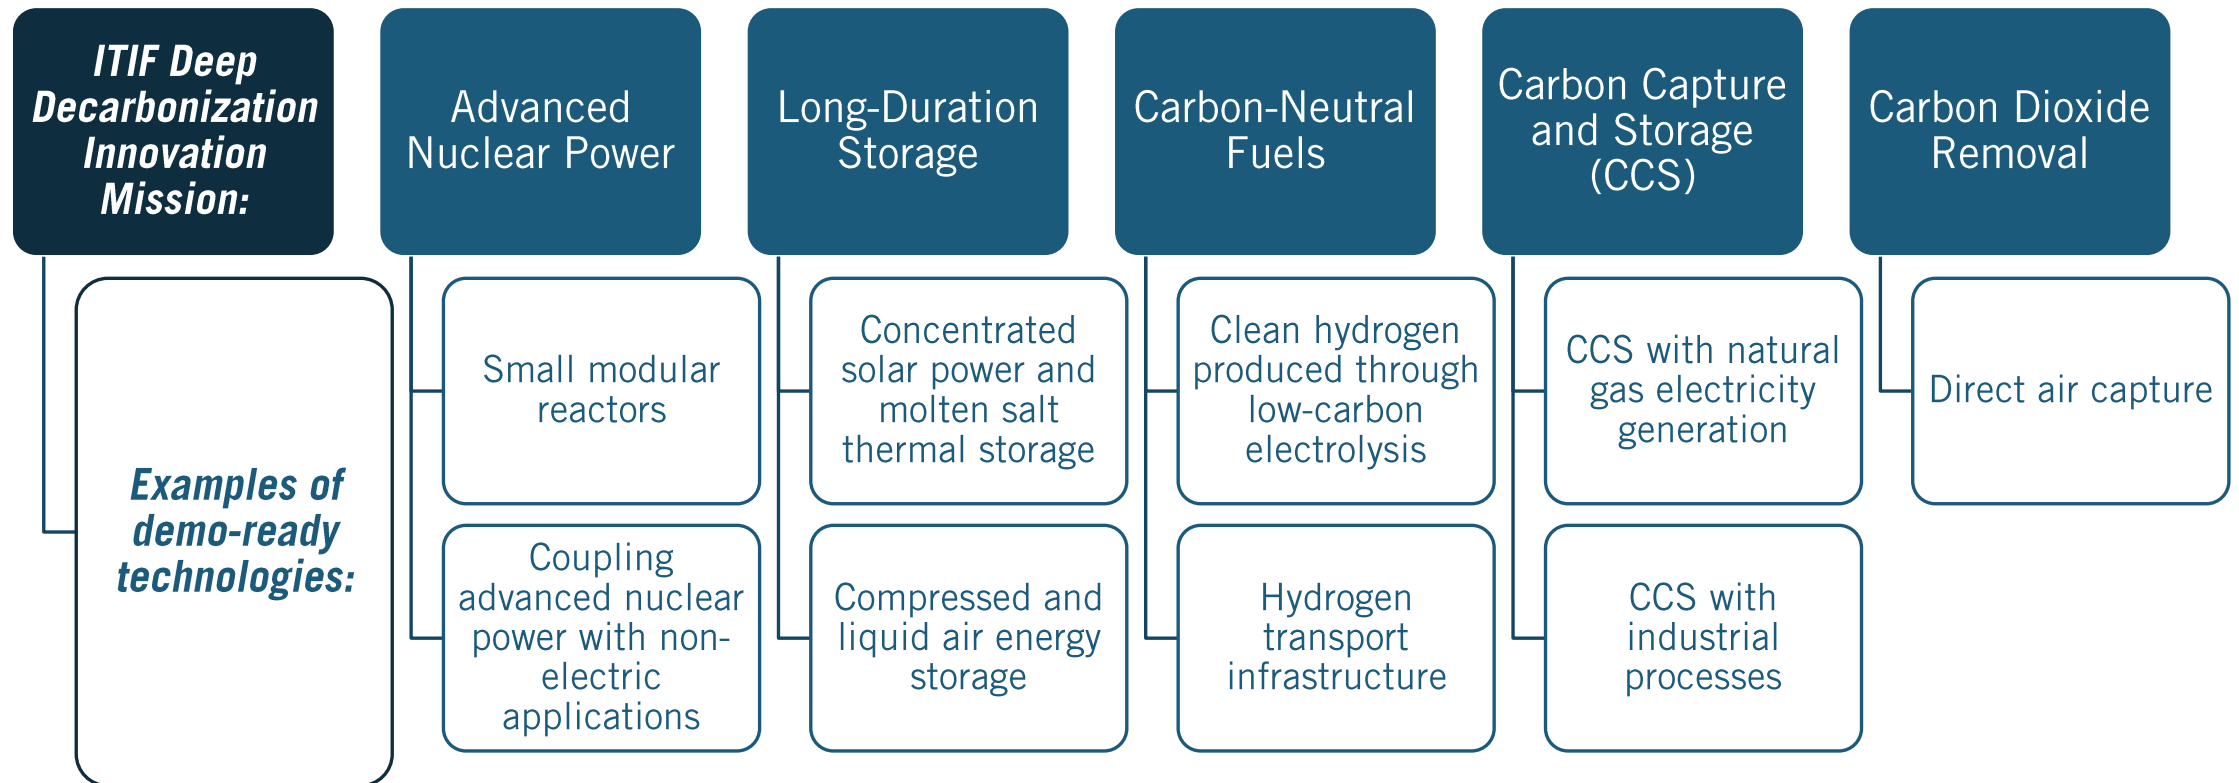 ITIF Deep
Decarbonization
Innovation
Mission:
Advanced
Nuclear Power
Long-Duration
Storage
Carbon-Neutral
Fuels
Carbon Capture
and Storage
(CCS)
Carbon Dioxide
Removal
Examples of
demo-ready
technologies:
Small modular
reactors
Coupling
advanced nuclear
power with non-
electric
applications
Concentrated
solar power and
molten salt
thermal storage
Compressed and
liquid air energy
storage
Clean hydrogen
produced through
low-carbon
electrolysis
Hydrogen
transport
infrastructure
CCS with natural
gas electricity
generation
CCS with
industrial
processes
Direct air capture